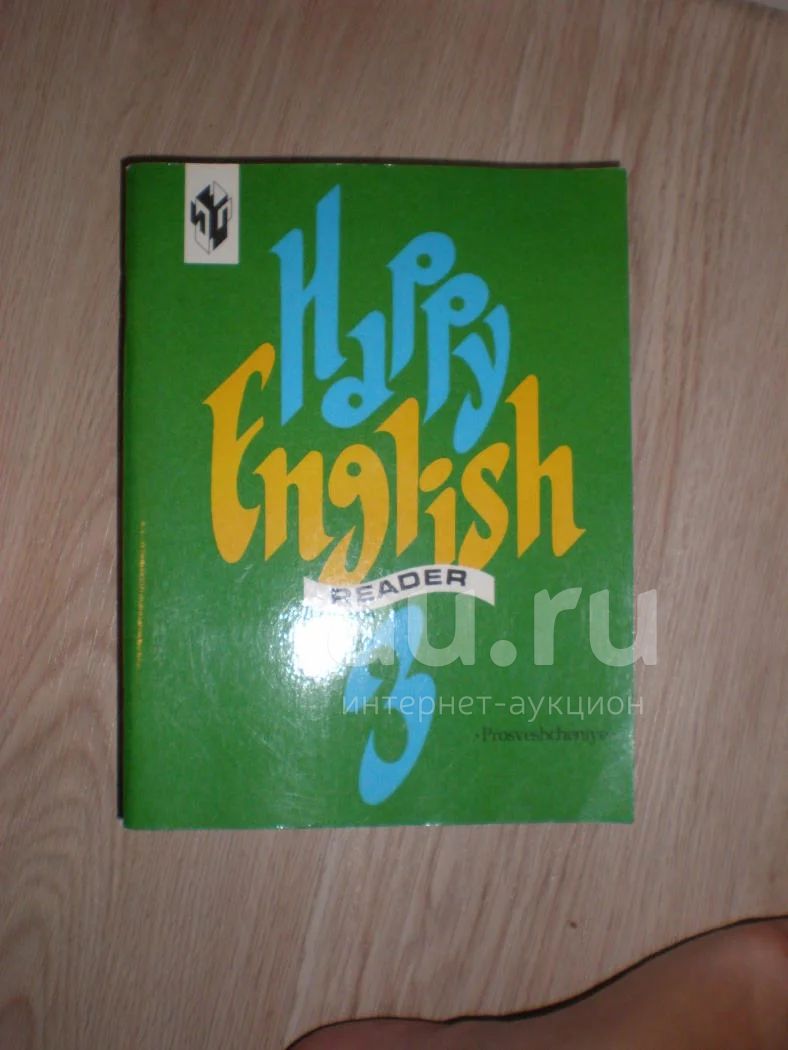 Happy
English
READER
3
au.ru
интернет-аукцион
·Prosveshcheniye·